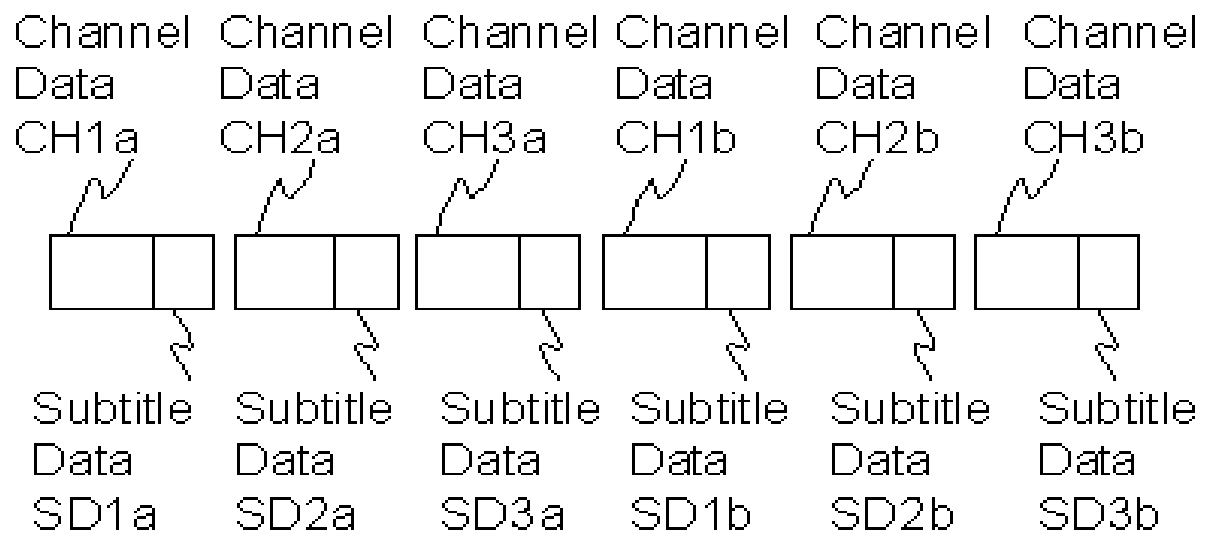 Channel Data CH1a
Channel Data CH2a
Channel Data CH3a
Channel Data CH1b
Channel Data CH2b
Channel Data CH3b
Subtitle Data SD1a
Subtitle Data SD2a
Subtitle Data SD3a
Subtitle Data SD1b
Subtitle Data SD2b
Subtitle Data SD3b